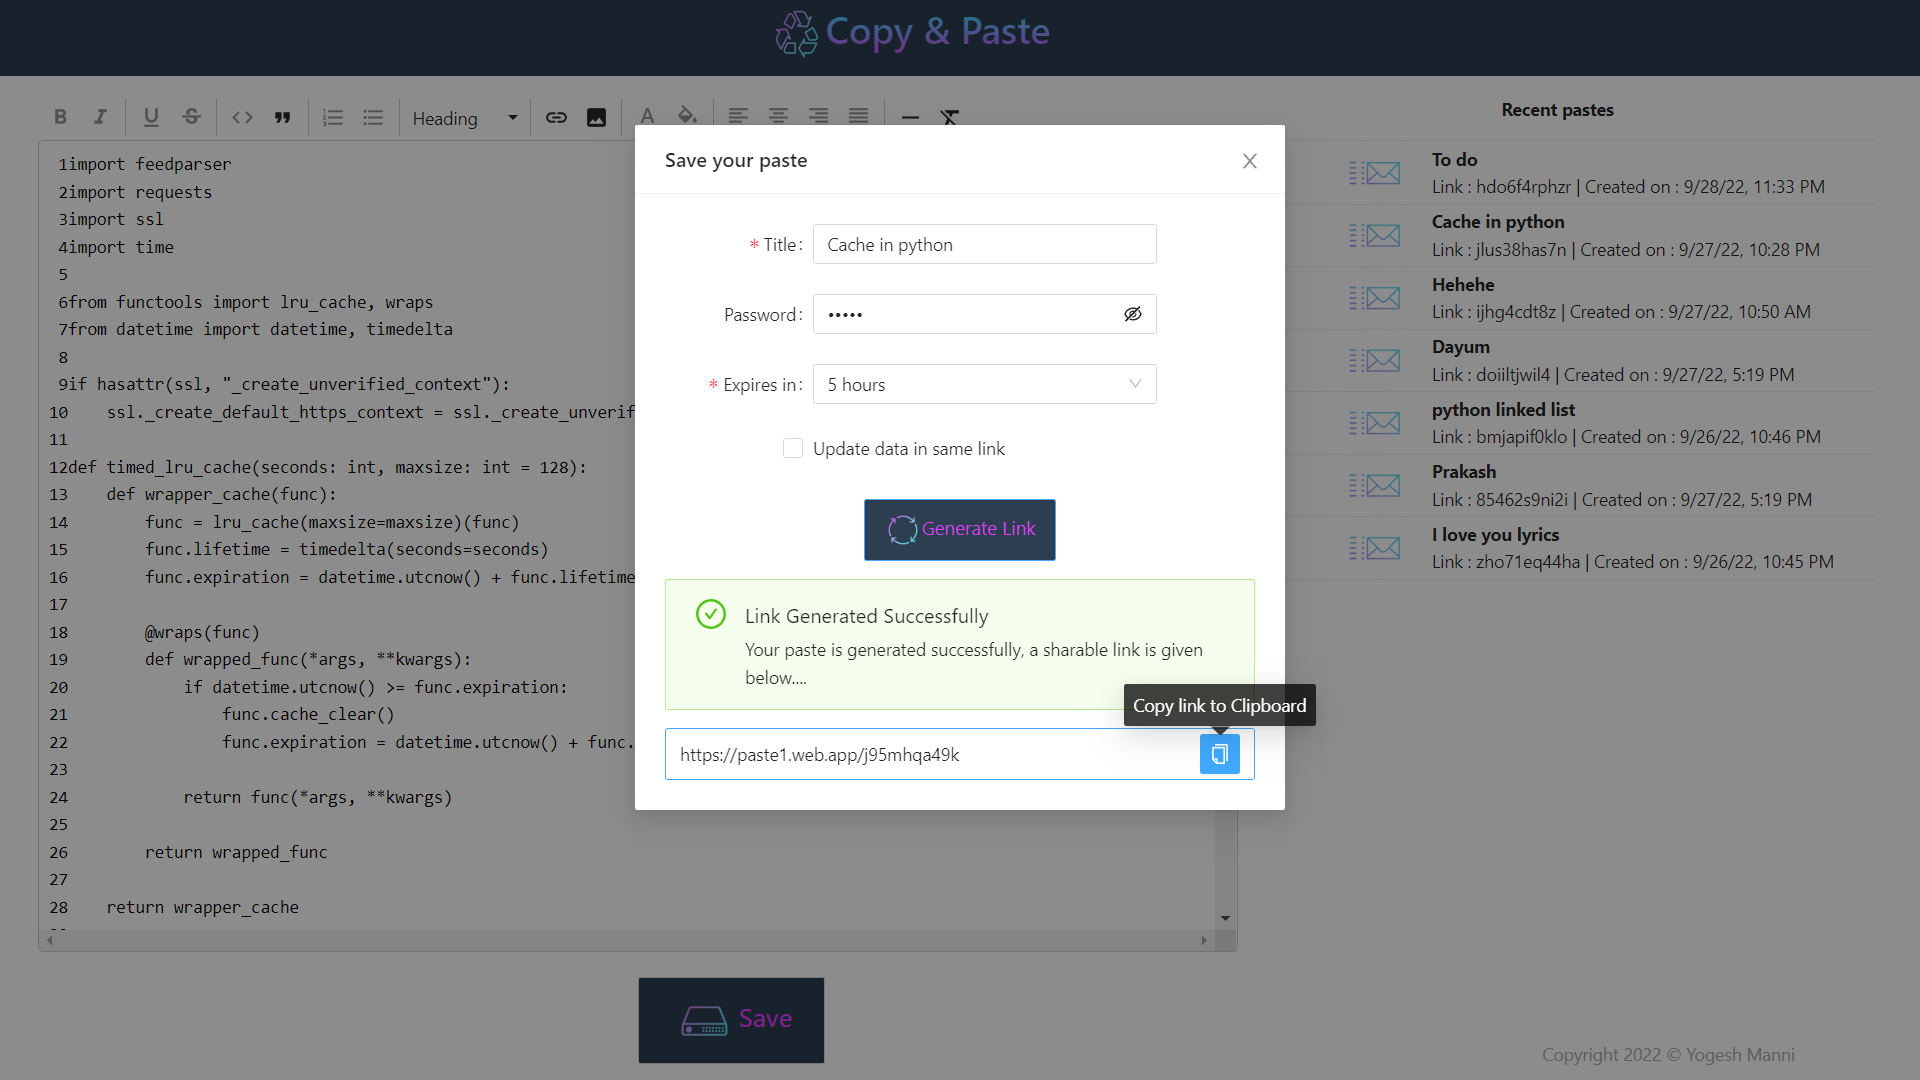 Copy & Paste
Heading
A
1import feedparser
2import requests
3import ssl
4import time
5
6from functools import lru_cache, wraps
7from datetime import datetime, timedelta
8
9if hasattr(ssl, "_create_unverified_context"):
10    ssl._create_default_https_context = ssl._create_unverif
11
12def timed_lru_cache(seconds: int, maxsize: int = 128):
13    def wrapper_cache(func):
14        func = lru_cache(maxsize=maxsize)(func)
15        func.lifetime = timedelta(seconds=seconds)
16        func.expiration = datetime.utcnow() + func.lifetime
17
18        @wraps(func)
19        def wrapped_func(*args, **kwargs):
20            if datetime.utcnow() >= func.expiration:
21                func.cache_clear()
22                func.expiration = datetime.utcnow() + func.
23
24            return func(*args, **kwargs)
25
26        return wrapped_func
27
28    return wrapper_cache
Save
Save your paste
* Title: Cache in python
Password: •••••
* Expires in: 5 hours
Update data in same link
Generate Link
Link Generated Successfully
Your paste is generated successfully, a sharable link is given
below....
Copy link to Clipboard
https://paste1.web.app/j95mhqa49k
Recent pastes
To do
Link : hdo6f4rphzr | Created on : 9/28/22, 11:33 PM
Cache in python
Link : jlus38has7n | Created on : 9/27/22, 10:28 PM
Hehehe
Link : ijhg4cdt8z | Created on : 9/27/22, 10:50 AM
Dayum
Link : doiiltjwil4 | Created on : 9/27/22, 5:19 PM
python linked list
Link : bmjapif0klo | Created on : 9/26/22, 10:46 PM
Prakash
Link : 85462s9ni2i | Created on : 9/27/22, 5:19 PM
I love you lyrics
Link : zho71eq44ha | Created on : 9/26/22, 10:45 PM
Copyright 2022 © Yogesh Manni